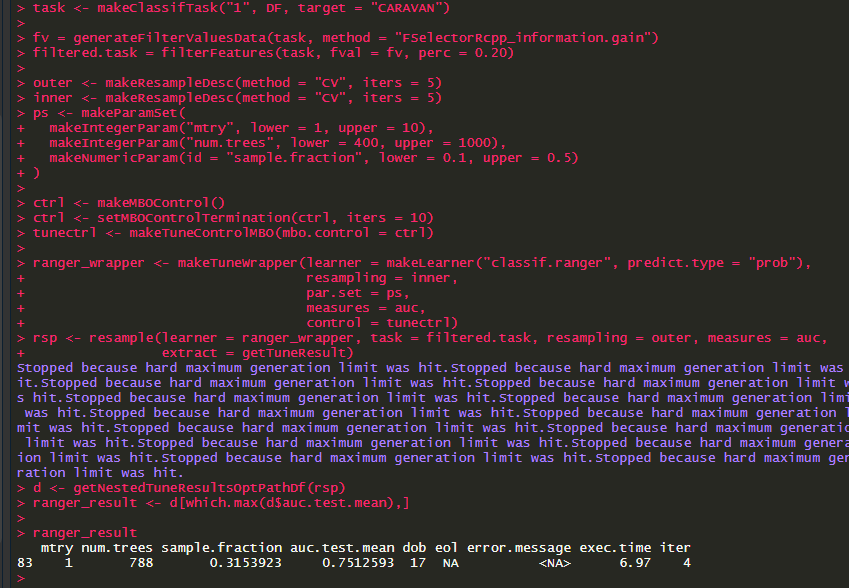 > task <- makeClassifTask("1", DF, target = "CARAVAN")
>
> fv = generateFilterValuesData(task, method = "FSelectorRcpp_information.gain")
> filtered.task = filterFeatures(task, fval = fv, perc = 0.20)
>
> outer <- makeResampleDesc(method = "CV", iters = 5)
> inner <- makeResampleDesc(method = "CV", iters = 5)
> ps <- makeParamSet(
+   makeIntegerParam("mtry", lower = 1, upper = 10),
+   makeIntegerParam("num.trees", lower = 400, upper = 1000),
+   makeNumericParam(id = "sample.fraction", lower = 0.1, upper = 0.5)
+ )
>
> ctrl <- makeMBOControl()
> ctrl <- setMBOControlTermination(ctrl, iters = 10)
> tunectrl <- makeTuneControlMBO(mbo.control = ctrl)
>
> ranger_wrapper <- makeTuneWrapper(learner = makeLearner("classif.ranger", predict.type = "prob"),
+                                   resampling = inner,
+                                   par.set = ps,
+                                   measures = auc,
+                                   control = tunectrl)
> rsp <- resample(learner = ranger_wrapper, task = filtered.task, resampling = outer, measures = auc,
+                 extract = getTuneResult)
Stopped because hard maximum generation limit was hit.Stopped because hard maximum generation limit was
it.Stopped because hard maximum generation limit was hit.Stopped because hard maximum generation limit w
s hit.Stopped because hard maximum generation limit was hit.Stopped because hard maximum generation limi
 was hit.Stopped because hard maximum generation limit was hit.Stopped because hard maximum generation l
mit was hit.Stopped because hard maximum generation limit was hit.Stopped because hard maximum generatio
 limit was hit.Stopped because hard maximum generation limit was hit.Stopped because hard maximum genera
ion limit was hit.Stopped because hard maximum generation limit was hit.Stopped because hard maximum gen
ration limit was hit.
> d <- getNestedTuneResultsOptPathDf(rsp)
> ranger_result <- d[which.max(d$auc.test.mean),]
>
> ranger_result
   mtry num.trees sample.fraction auc.test.mean dob eol error.message exec.time iter
83    1       788       0.3153923     0.7512593  17  NA          <NA>      6.97    4
>